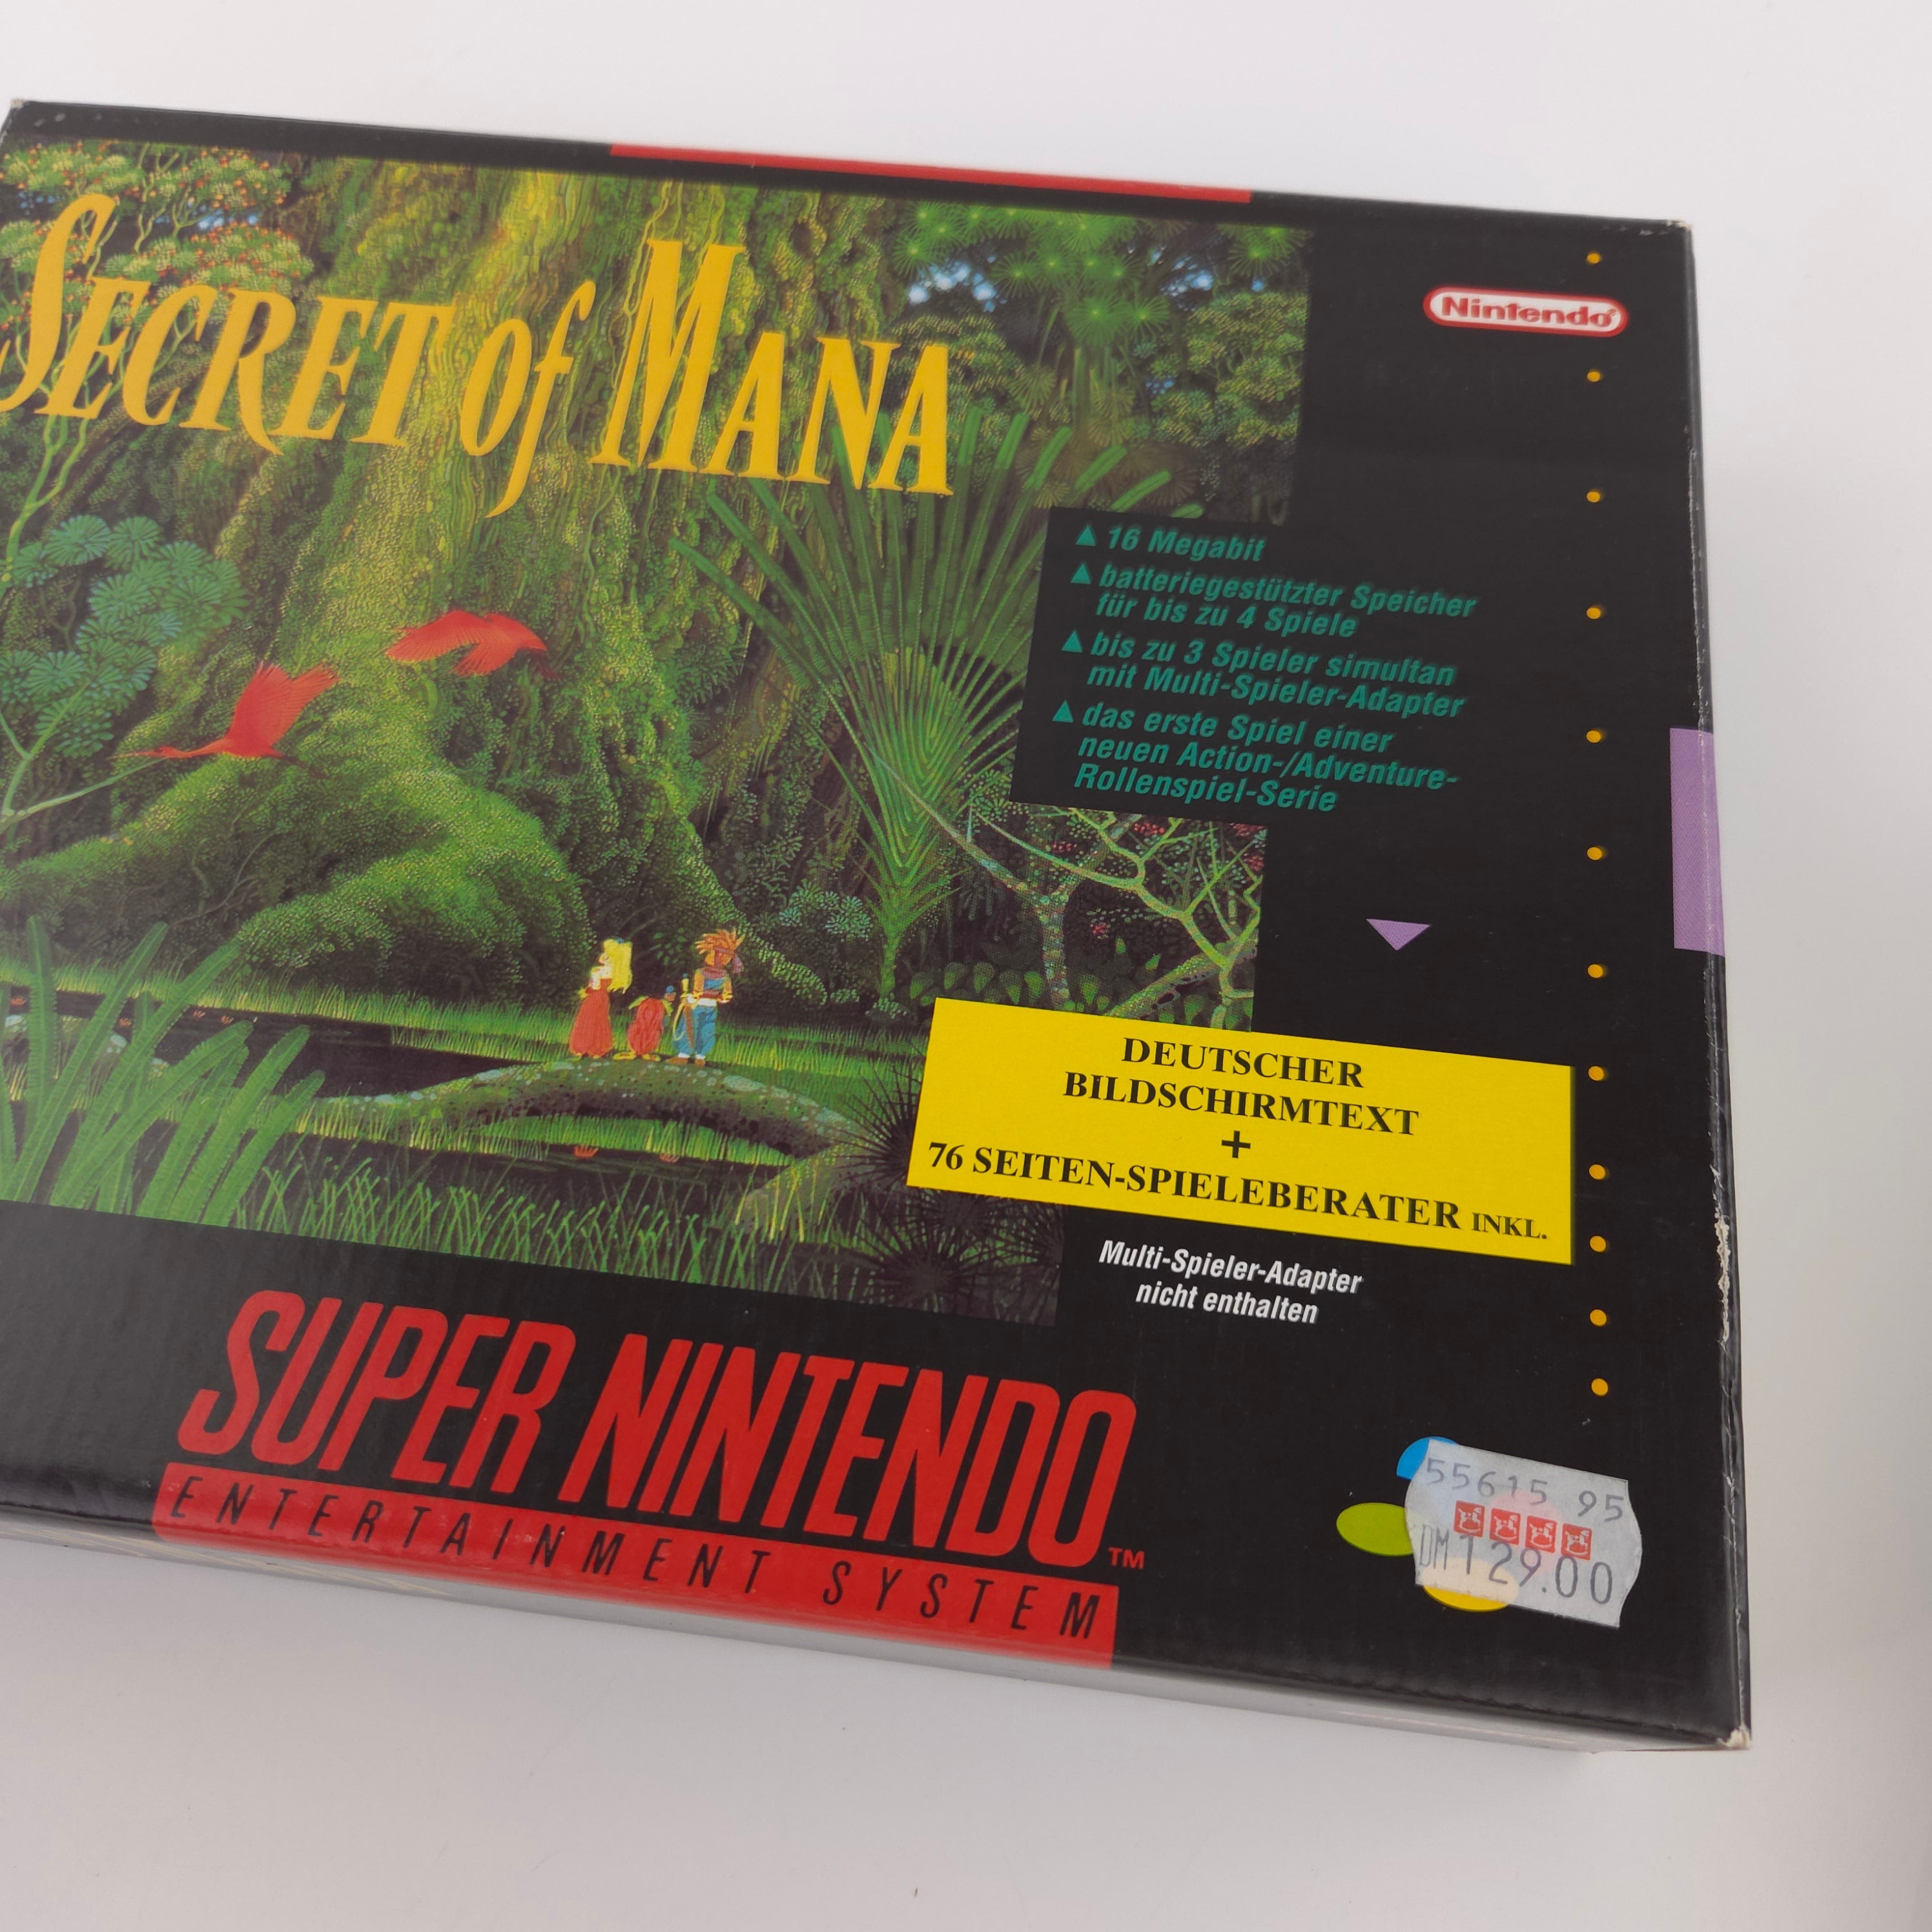 SECRET of MANA
Nintendo®
▲ 16 Megabit
▲ batteriegestützter Speicher
für bis zu 4 Spiele
▲ bis zu 3 Spieler simultan
mit Multi-Spieler-Adapter
▲ das erste Spiel einer
neuen Action-/Adventure-
Rollenspiel-Serie
DEUTSCHER
BILDSCHIRMTEXT
+
76 SEITEN-SPIELEBERATER INKL.
Multi-Spieler-Adapter
nicht enthalten
SUPER NINTENDO™
ENTERTAINMENT SYSTEM
55615 95
DM 129.00